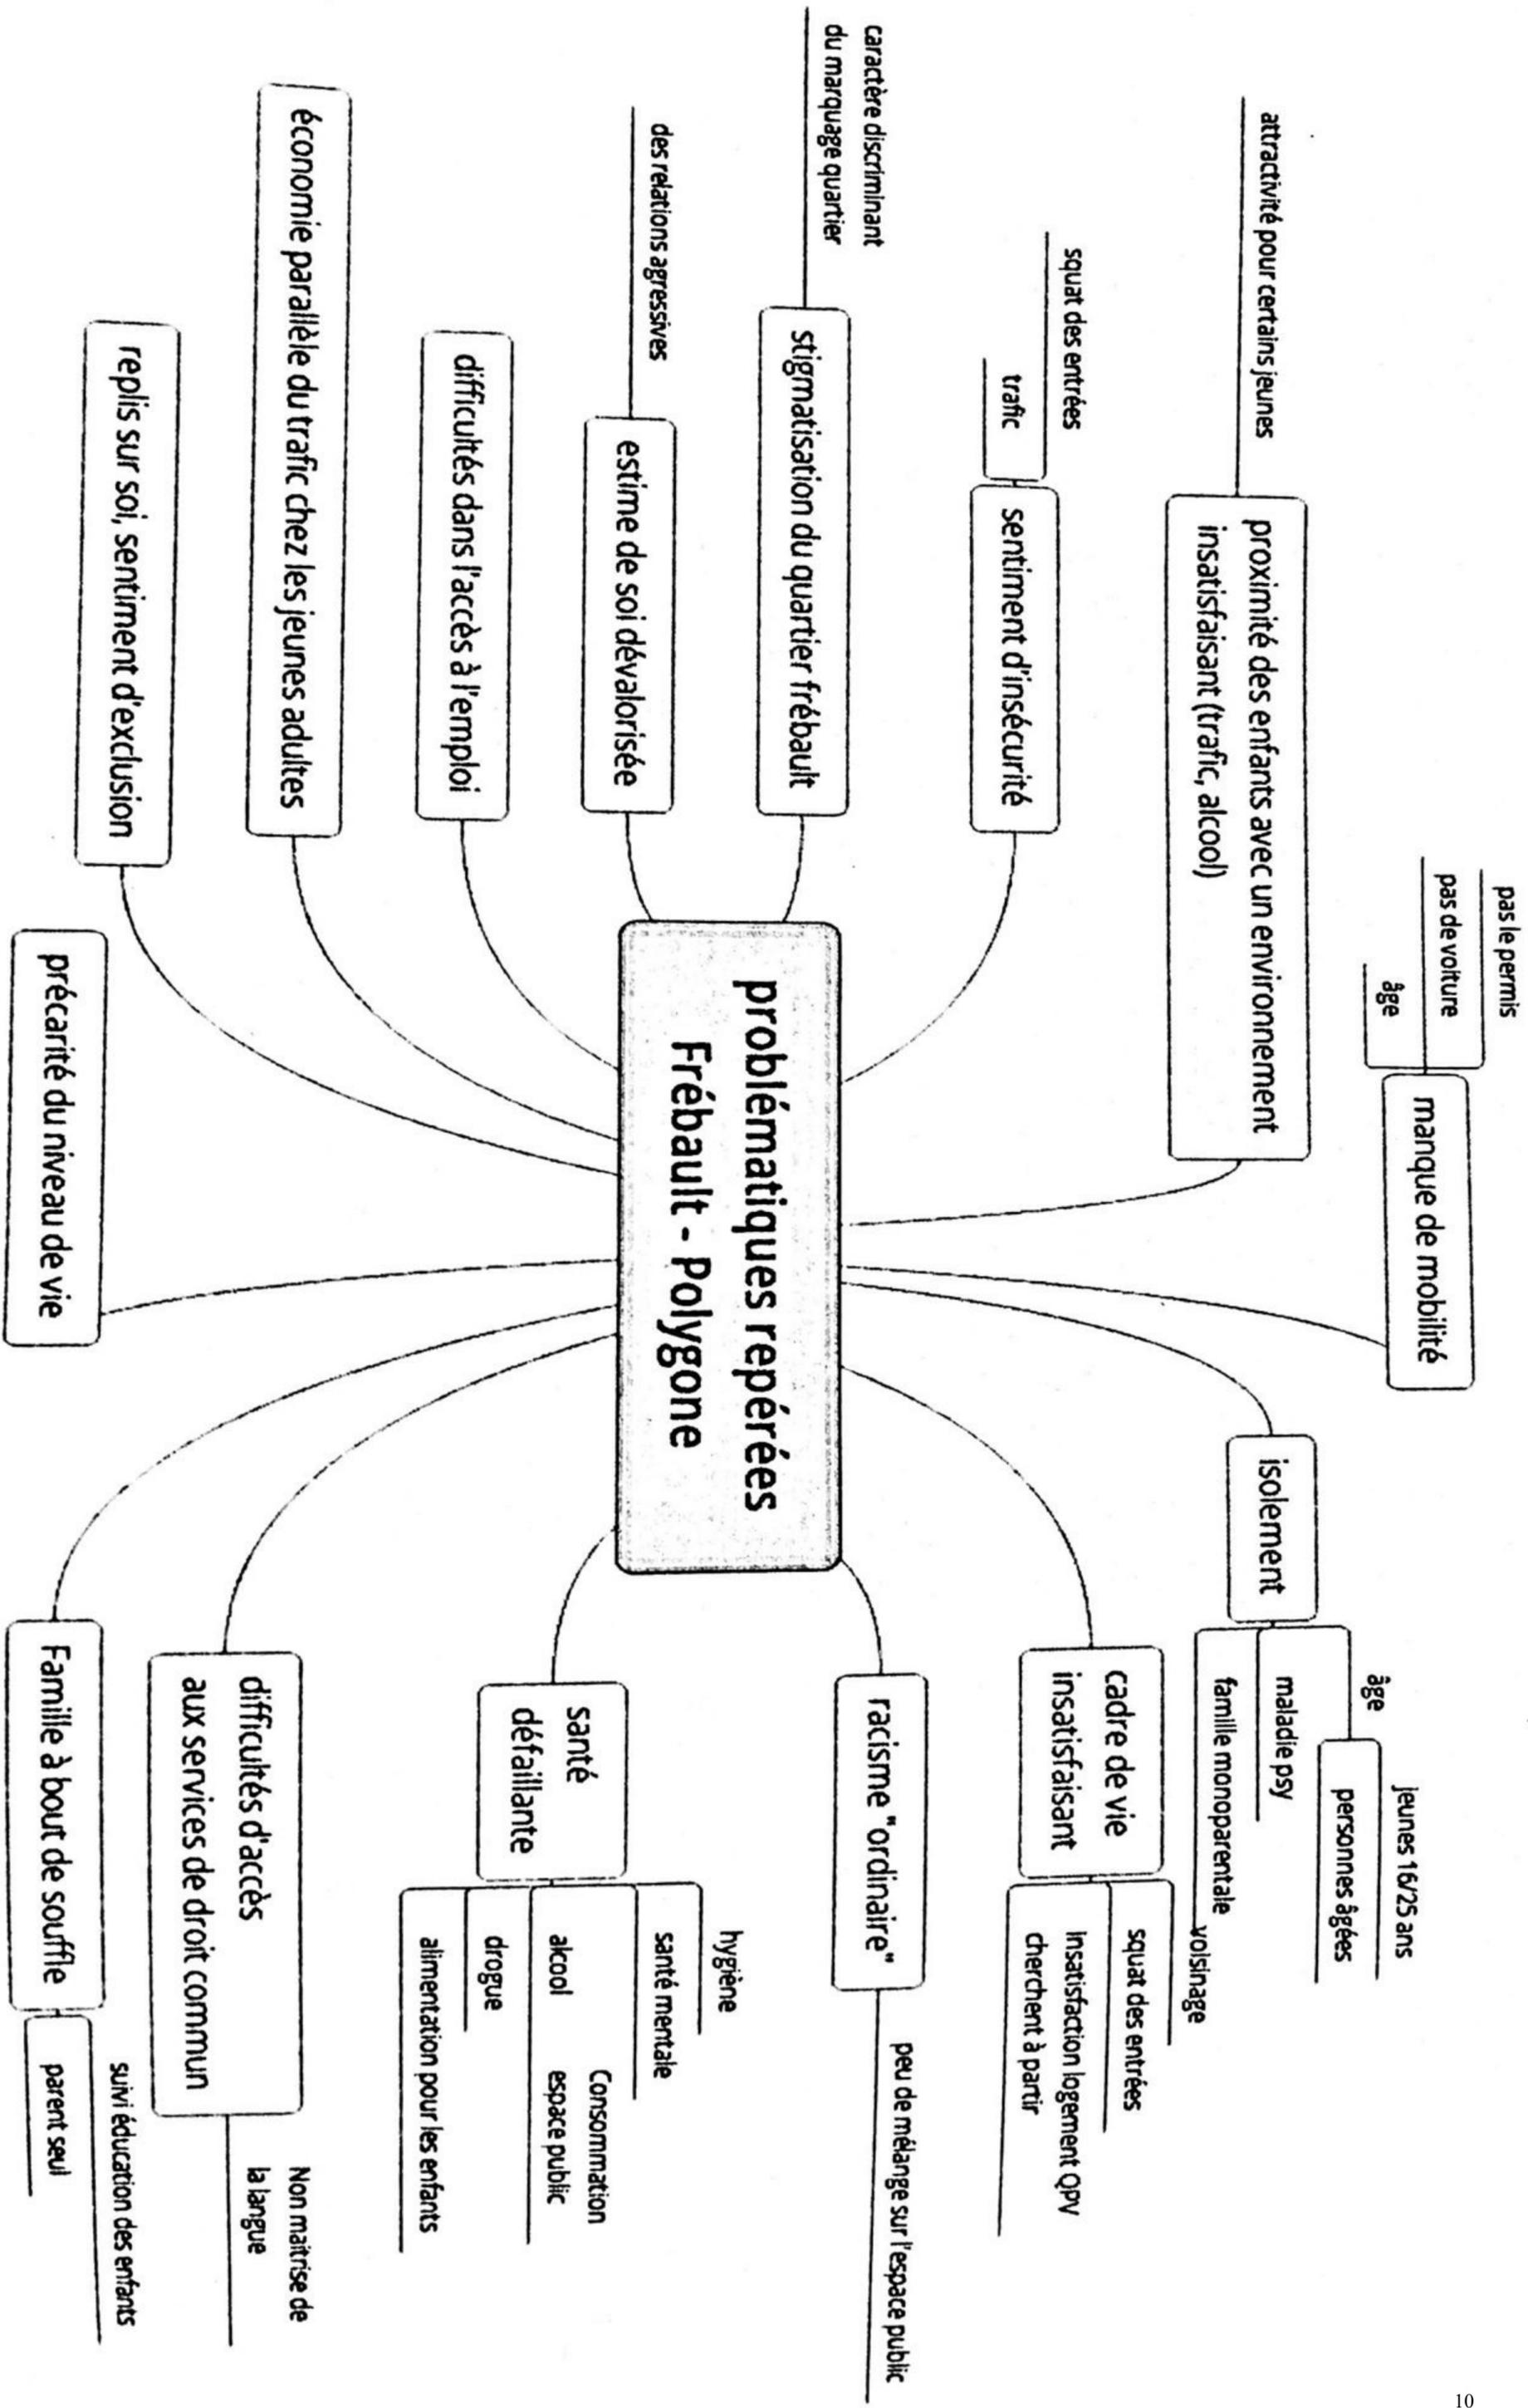 problématiques repérées
Frébault - Polygone
pas le permis
pas de voiture
âge
manque de mobilité
attractivité pour certains jeunes
proximité des enfants avec un environnement
insatisfaisant (trafic, alcool)
squat des entrées
trafic
sentiment d'insécurité
caractère discriminant
du marquage quartier
stigmatisation du quartier frébault
des relations agressives
estime de soi dévalorisée
difficultés dans l'accès à l'emploi
économie parallèle du trafic chez les jeunes adultes
replis sur soi, sentiment d'exclusion
précarité du niveau de vie
isolement
âge
jeunes 16/25 ans
personnes âgées
maladie psy
famille monoparentale
cadre de vie
insatisfaisant
voisinage
squat des entrées
Insatisfaction logement QPV
cherchent à partir
racisme "ordinaire"
peu de mélange sur l'espace public
santé
défaillante
hygiène
santé mentale
alcool
Consommation
espace public
drogue
alimentation pour les enfants
difficultés d'accès
aux services de droit commun
Non maitrise de
la langue
Famille à bout de souffle
suivi éducation des enfants
parent seul
10